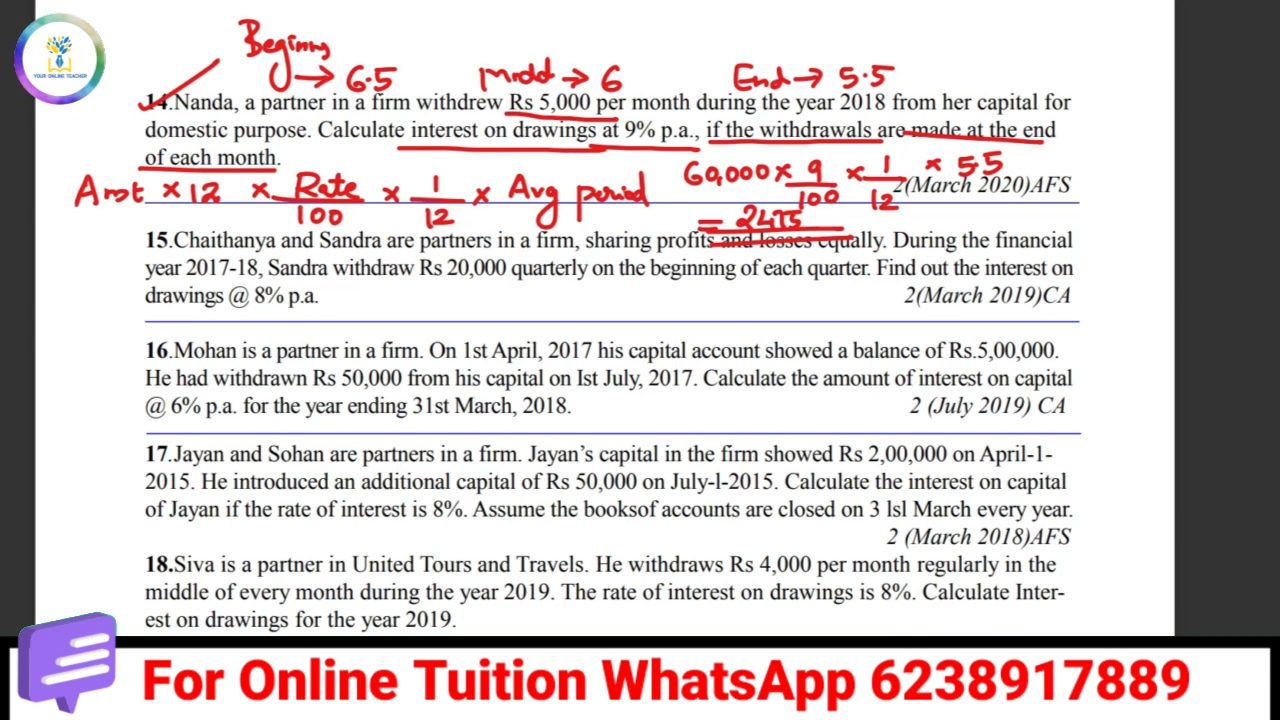 YOUR ONLINE TEACHER
Beginning → 6.5 Midd → 6 End → 5.5
14.Nanda, a partner in a firm withdrew Rs 5,000 per month during the year 2018 from her capital for
domestic purpose. Calculate interest on drawings at 9% p.a., if the withdrawals are made at the end
of each month.
2(March 2020)AFS
Amt × 12 × Rate/100 × 1/12 × Avg period
60,000 × 9/100 × 1/12 × 5.5
= 2475
15.Chaithanya and Sandra are partners in a firm, sharing profits and losses equally. During the financial
year 2017-18, Sandra withdraw Rs 20,000 quarterly on the beginning of each quarter. Find out the interest on
drawings @ 8% p.a. 2(March 2019)CA
16.Mohan is a partner in a firm. On 1st April, 2017 his capital account showed a balance of Rs.5,00,000.
He had withdrawn Rs 50,000 from his capital on Ist July, 2017. Calculate the amount of interest on capital
@ 6% p.a. for the year ending 31st March, 2018. 2 (July 2019) CA
17.Jayan and Sohan are partners in a firm. Jayan’s capital in the firm showed Rs 2,00,000 on April-1-
2015. He introduced an additional capital of Rs 50,000 on July-l-2015. Calculate the interest on capital
of Jayan if the rate of interest is 8%. Assume the booksof accounts are closed on 3 lsl March every year.
2 (March 2018)AFS
18.Siva is a partner in United Tours and Travels. He withdraws Rs 4,000 per month regularly in the
middle of every month during the year 2019. The rate of interest on drawings is 8%. Calculate Inter-
est on drawings for the year 2019.
For Online Tuition WhatsApp 6238917889